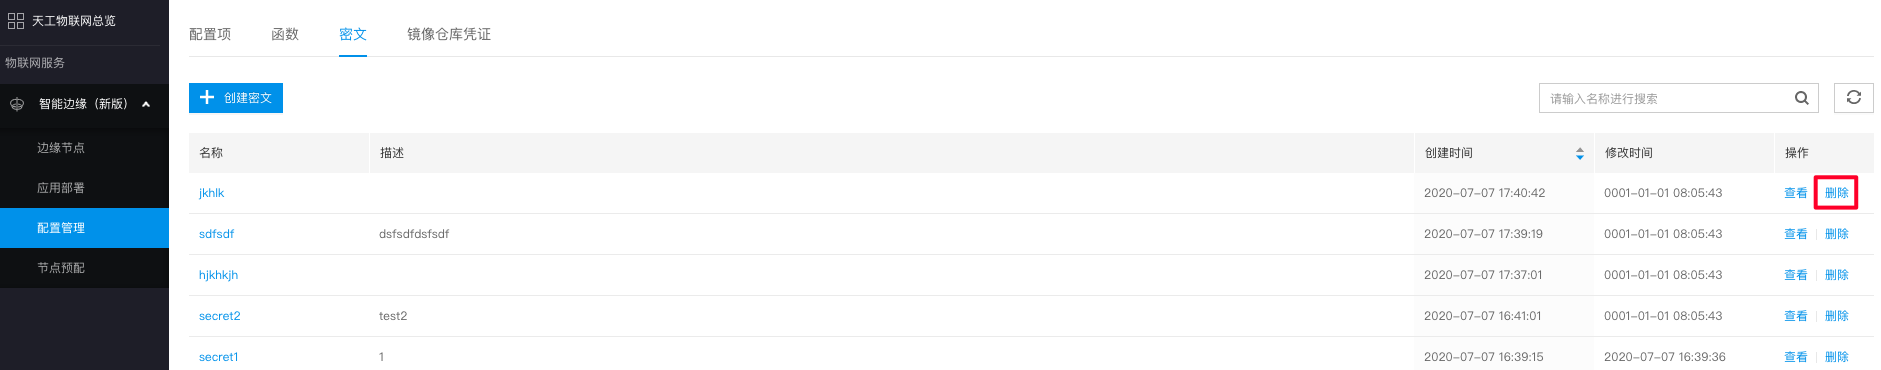 天工物联网总览
物联网服务
智能边缘（新版）
边缘节点
应用部署
配置管理
节点预配
配置项 函数 密文 镜像仓库凭证
创建密文 请输入名称进行搜索
名称 描述 创建时间 修改时间 操作
jkhlk 2020-07-07 17:40:42 0001-01-01 08:05:43 查看 删除
sdfsdf dsfsdfdsfsdf 2020-07-07 17:39:19 0001-01-01 08:05:43 查看 删除
hjkhkjh 2020-07-07 17:37:01 0001-01-01 08:05:43 查看 删除
secret2 test2 2020-07-07 16:41:01 0001-01-01 08:05:43 查看 删除
secret1 1 2020-07-07 16:39:15 2020-07-07 16:39:36 查看 删除